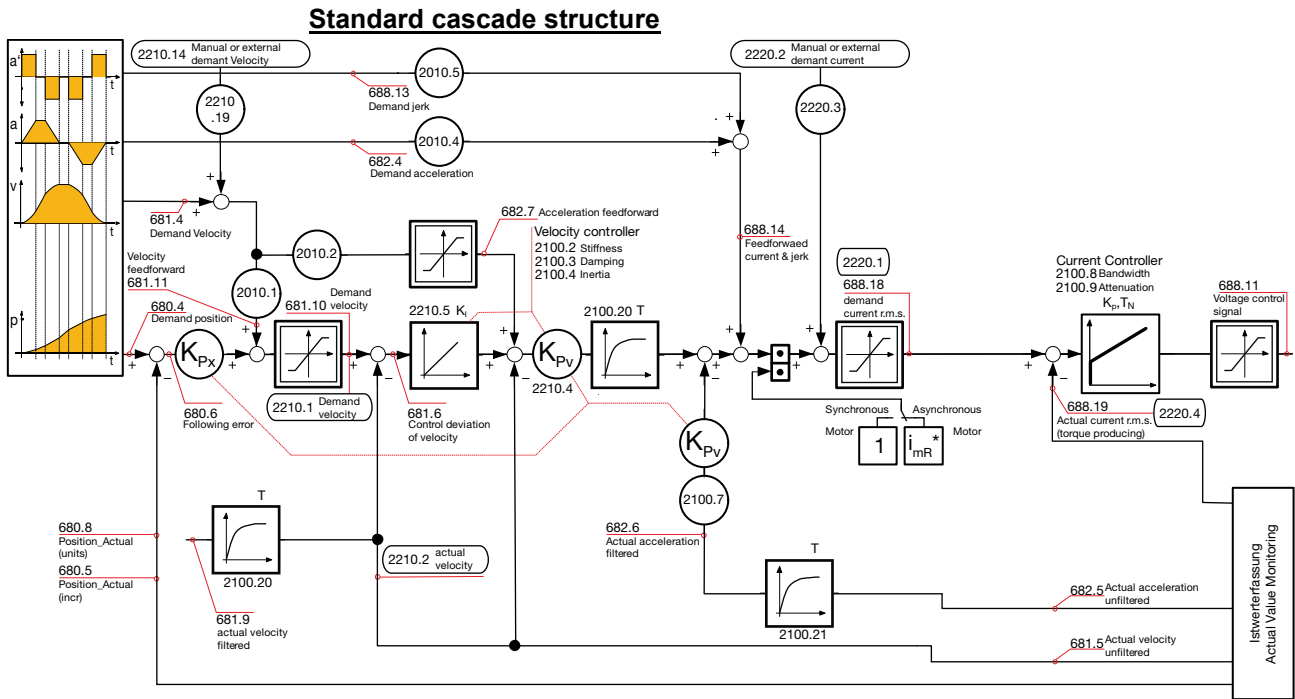 Standard cascade structure
a'
t
a
t
v
t
p
t
2210.14 Manual or external
demant Velocity
2210
.19
2010.5
688.13
Demand jerk
2010.4
682.4
Demand acceleration
2220.2 Manual or external
demant current
2220.3
+
+
+
+
681.4
Demand Velocity
682.7 Acceleration feedforward
Velocity controller
2100.2 Stiffness
2100.3 Damping
2100.4 Inertia
2010.2
2010.1
Velocity
feedforward
681.11
680.4
Demand position
681.10 Demand
velocity
2210.5 KI
2100.20 T
688.14
Feedforwaed
current & jerk
2220.1
688.18
demand
current r.m.s.
Current Controller
2100.8 Bandwidth
2100.9 Attenuation
KP, TN
688.11
Voltage control
signal
+
+
+
+
+
+
+
+
+
+
+
+
−
−
−
−
−
KPx
KPv
2210.4
680.6
Following error
2210.1 Demand
velocity
681.6
Control deviation
of velocity
KPv
2100.7
Synchronous
Asynchronous
Motor
1
imR*
Motor
688.19
Actual current r.m.s.
(torque producing)
2220.4
680.8
Position_Actual
(units)
680.5
Position_Actual
(incr)
T
2100.20
681.9
actual velocity
filtered
2210.2 actual
velocity
682.6
Actual acceleration
filtered
T
2100.21
682.5 Actual acceleration
unfiltered
681.5 Actual velocity
unfiltered
Istwerterfassung
Actual Value Monitoring